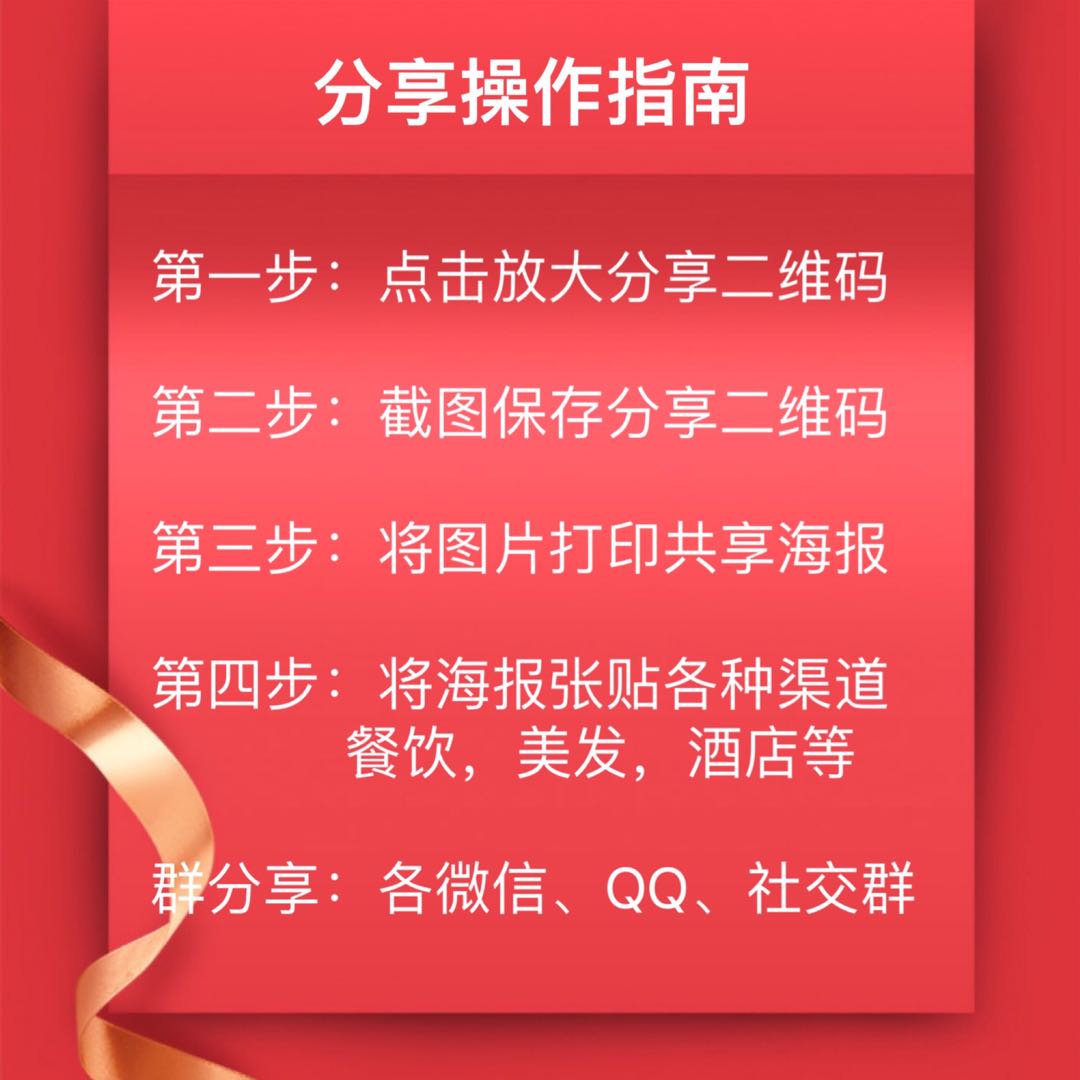 分享操作指南
第一步：点击放大分享二维码
第二步：截图保存分享二维码
第三步：将图片打印共享海报
第四步：将海报张贴各种渠道
餐饮，美发，酒店等
群分享：各微信、QQ、社交群